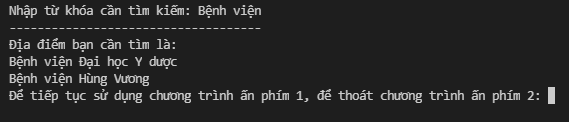 Nhập từ khóa cần tìm kiếm: Bệnh viện
-----------------------------------
Địa điểm bạn cần tìm là:
Bệnh viện Đại học Y dược
Bệnh viện Hùng Vương
Để tiếp tục sử dụng chương trình ấn phím 1, để thoát chương trình ấn phím 2: